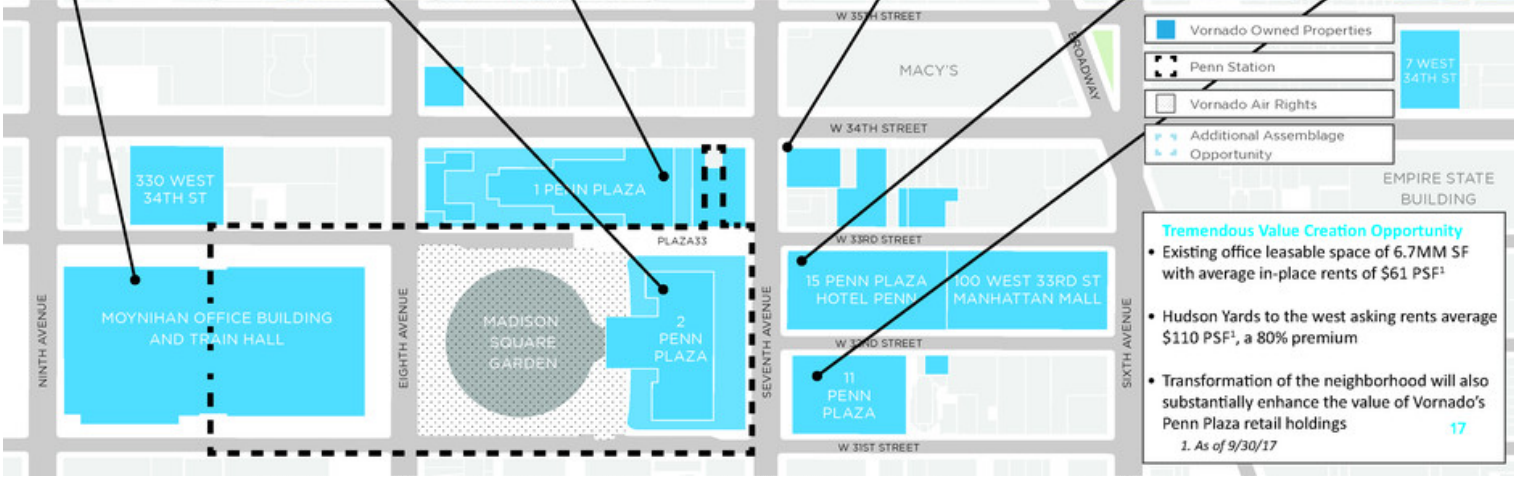 W 35TH STREET
BROADWAY
MACY'S
Vornado Owned Properties
Penn Station
Vornado Air Rights
Additional Assemblage
Opportunity
7 WEST
34TH ST
W 34TH STREET
330 WEST
34TH ST
1 PENN PLAZA
EMPIRE STATE
BUILDING
PLAZA33
W 33RD STREET
NINTH AVENUE
MOYNIHAN OFFICE BUILDING
AND TRAIN HALL
EIGHTH AVENUE
MADISON
SQUARE
GARDEN
2
PENN
PLAZA
SEVENTH AVENUE
15 PENN PLAZA
HOTEL PENN
100 WEST 33RD ST
MANHATTAN MALL
SIXTH AVENUE
W 32ND STREET
11
PENN
PLAZA
W 31ST STREET
Tremendous Value Creation Opportunity
• Existing office leasable space of 6.7MM SF
with average in-place rents of $61 PSF¹
• Hudson Yards to the west asking rents average
$110 PSF¹, a 80% premium
• Transformation of the neighborhood will also
substantially enhance the value of Vornado's
Penn Plaza retail holdings
17
1. As of 9/30/17